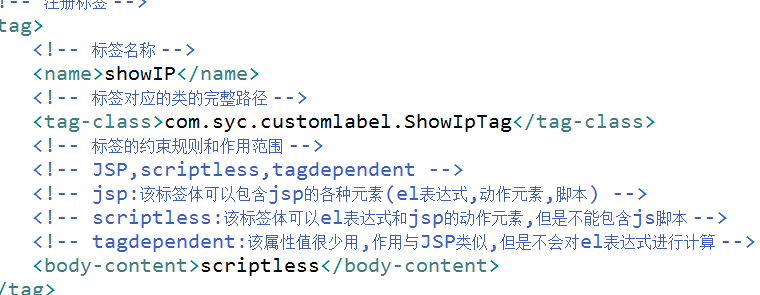 <!-- 注册标签 -->
tag>
<!-- 标签名称 -->
<name>showIP</name>
<!-- 标签对应的类的完整路径 -->
<tag-class>com.syc.customlabel.ShowIpTag</tag-class>
<!-- 标签的约束规则和作用范围 -->
<!-- JSP,scriptless,tagdependent -->
<!-- jsp:该标签体可以包含jsp的各种元素(el表达式,动作元素,脚本) -->
<!-- scriptless:该标签体可以el表达式和jsp的动作元素,但是不能包含js脚本 -->
<!-- tagdependent:该属性值很少用,作用与JSP类似,但是不会对el表达式进行计算 -->
<body-content>scriptless</body-content>
/tag>